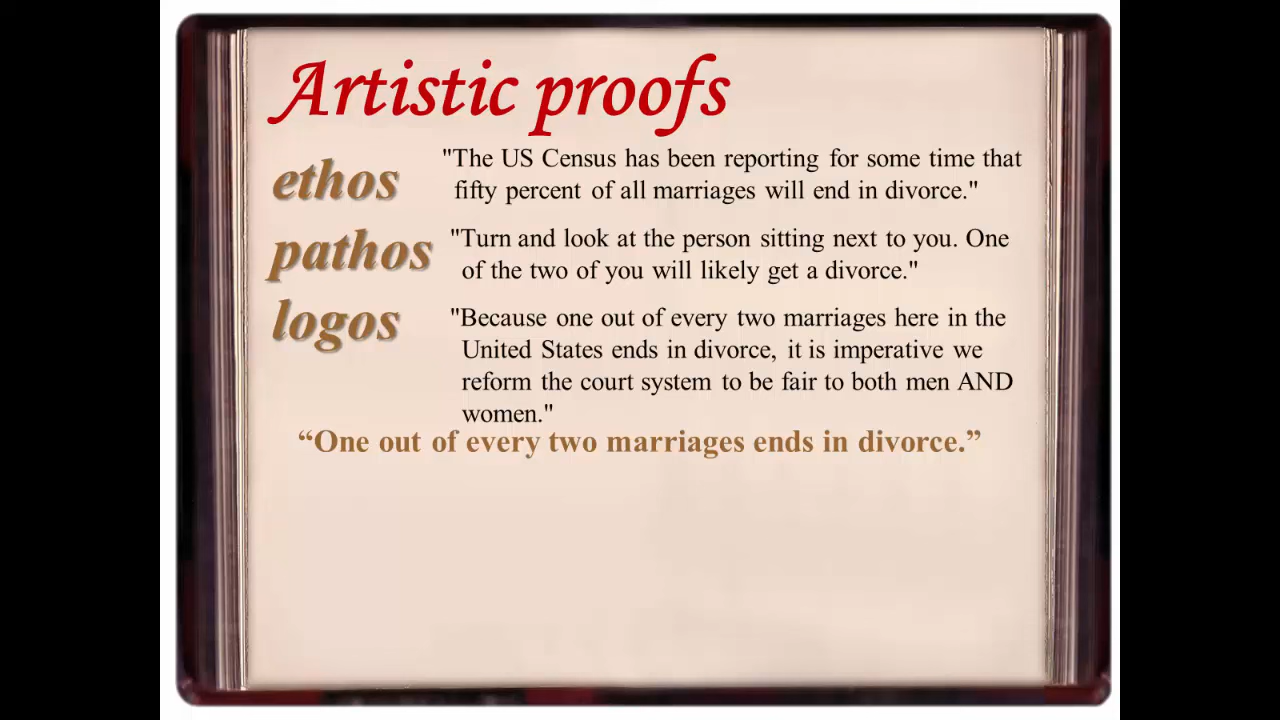 Artistic proofs
ethos
"The US Census has been reporting for some time that
fifty percent of all marriages will end in divorce."
pathos
"Turn and look at the person sitting next to you. One
of the two of you will likely get a divorce."
logos
"Because one out of every two marriages here in the
United States ends in divorce, it is imperative we
reform the court system to be fair to both men AND
women."
“One out of every two marriages ends in divorce.”